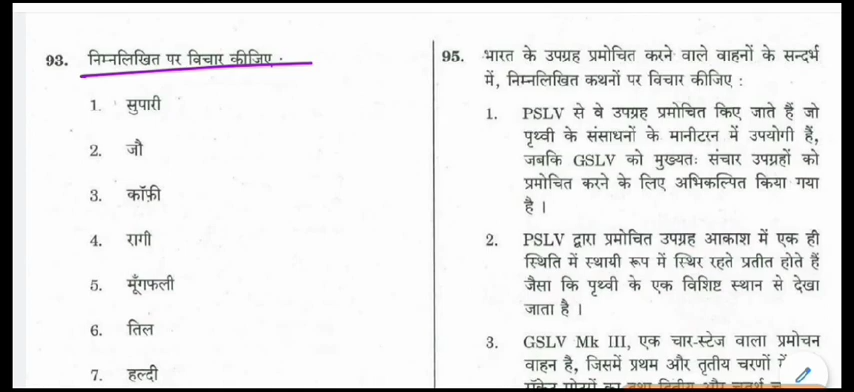 93. निम्नलिखित पर विचार कीजिए :
1. सुपारी
2. जौ
3. कॉफ़ी
4. रागी
5. मूँगफली
6. तिल
7. हल्दी
95. भारत के उपग्रह प्रमोचित करने वाले वाहनों के सन्दर्भ
में, निम्नलिखित कथनों पर विचार कीजिए :
1. PSLV से वे उपग्रह प्रमोचित किए जाते हैं जो
पृथ्वी के संसाधनों के मानीटरन में उपयोगी हैं,
जबकि GSLV को मुख्यतः संचार उपग्रहों को
प्रमोचित करने के लिए अभिकल्पित किया गया
है ।
2. PSLV द्वारा प्रमोचित उपग्रह आकाश में एक ही
स्थिति में स्थायी रूप में स्थिर रहते प्रतीत होते हैं
जैसा कि पृथ्वी के एक विशिष्ट स्थान से देखा
जाता है ।
3. GSLV Mk III, एक चार-स्टेज वाला प्रमोचन
वाहन है, जिसमें प्रथम और तृतीय चरणों में